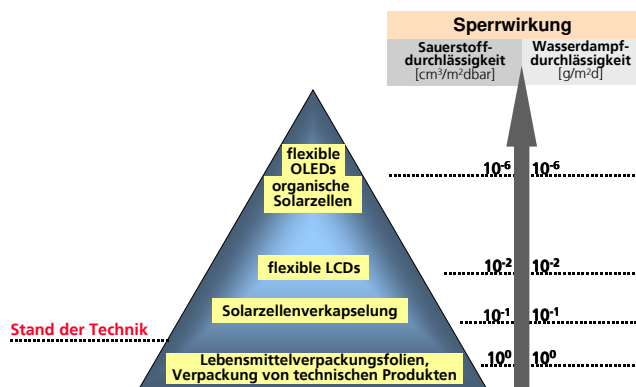 Sperrwirkung
Sauerstoff-
durchlässigkeit
[cm³/m²dbar]
Wasserdampf-
durchlässigkeit
[g/m²d]
flexible
OLEDs
organische
Solarzellen
10⁻⁶ 10⁻⁶
flexible LCDs
10⁻² 10⁻²
Solarzellenverkapselung
10⁻¹ 10⁻¹
Stand der Technik
Lebensmittelverpackungsfolien,
Verpackung von technischen Produkten
10⁰ 10⁰